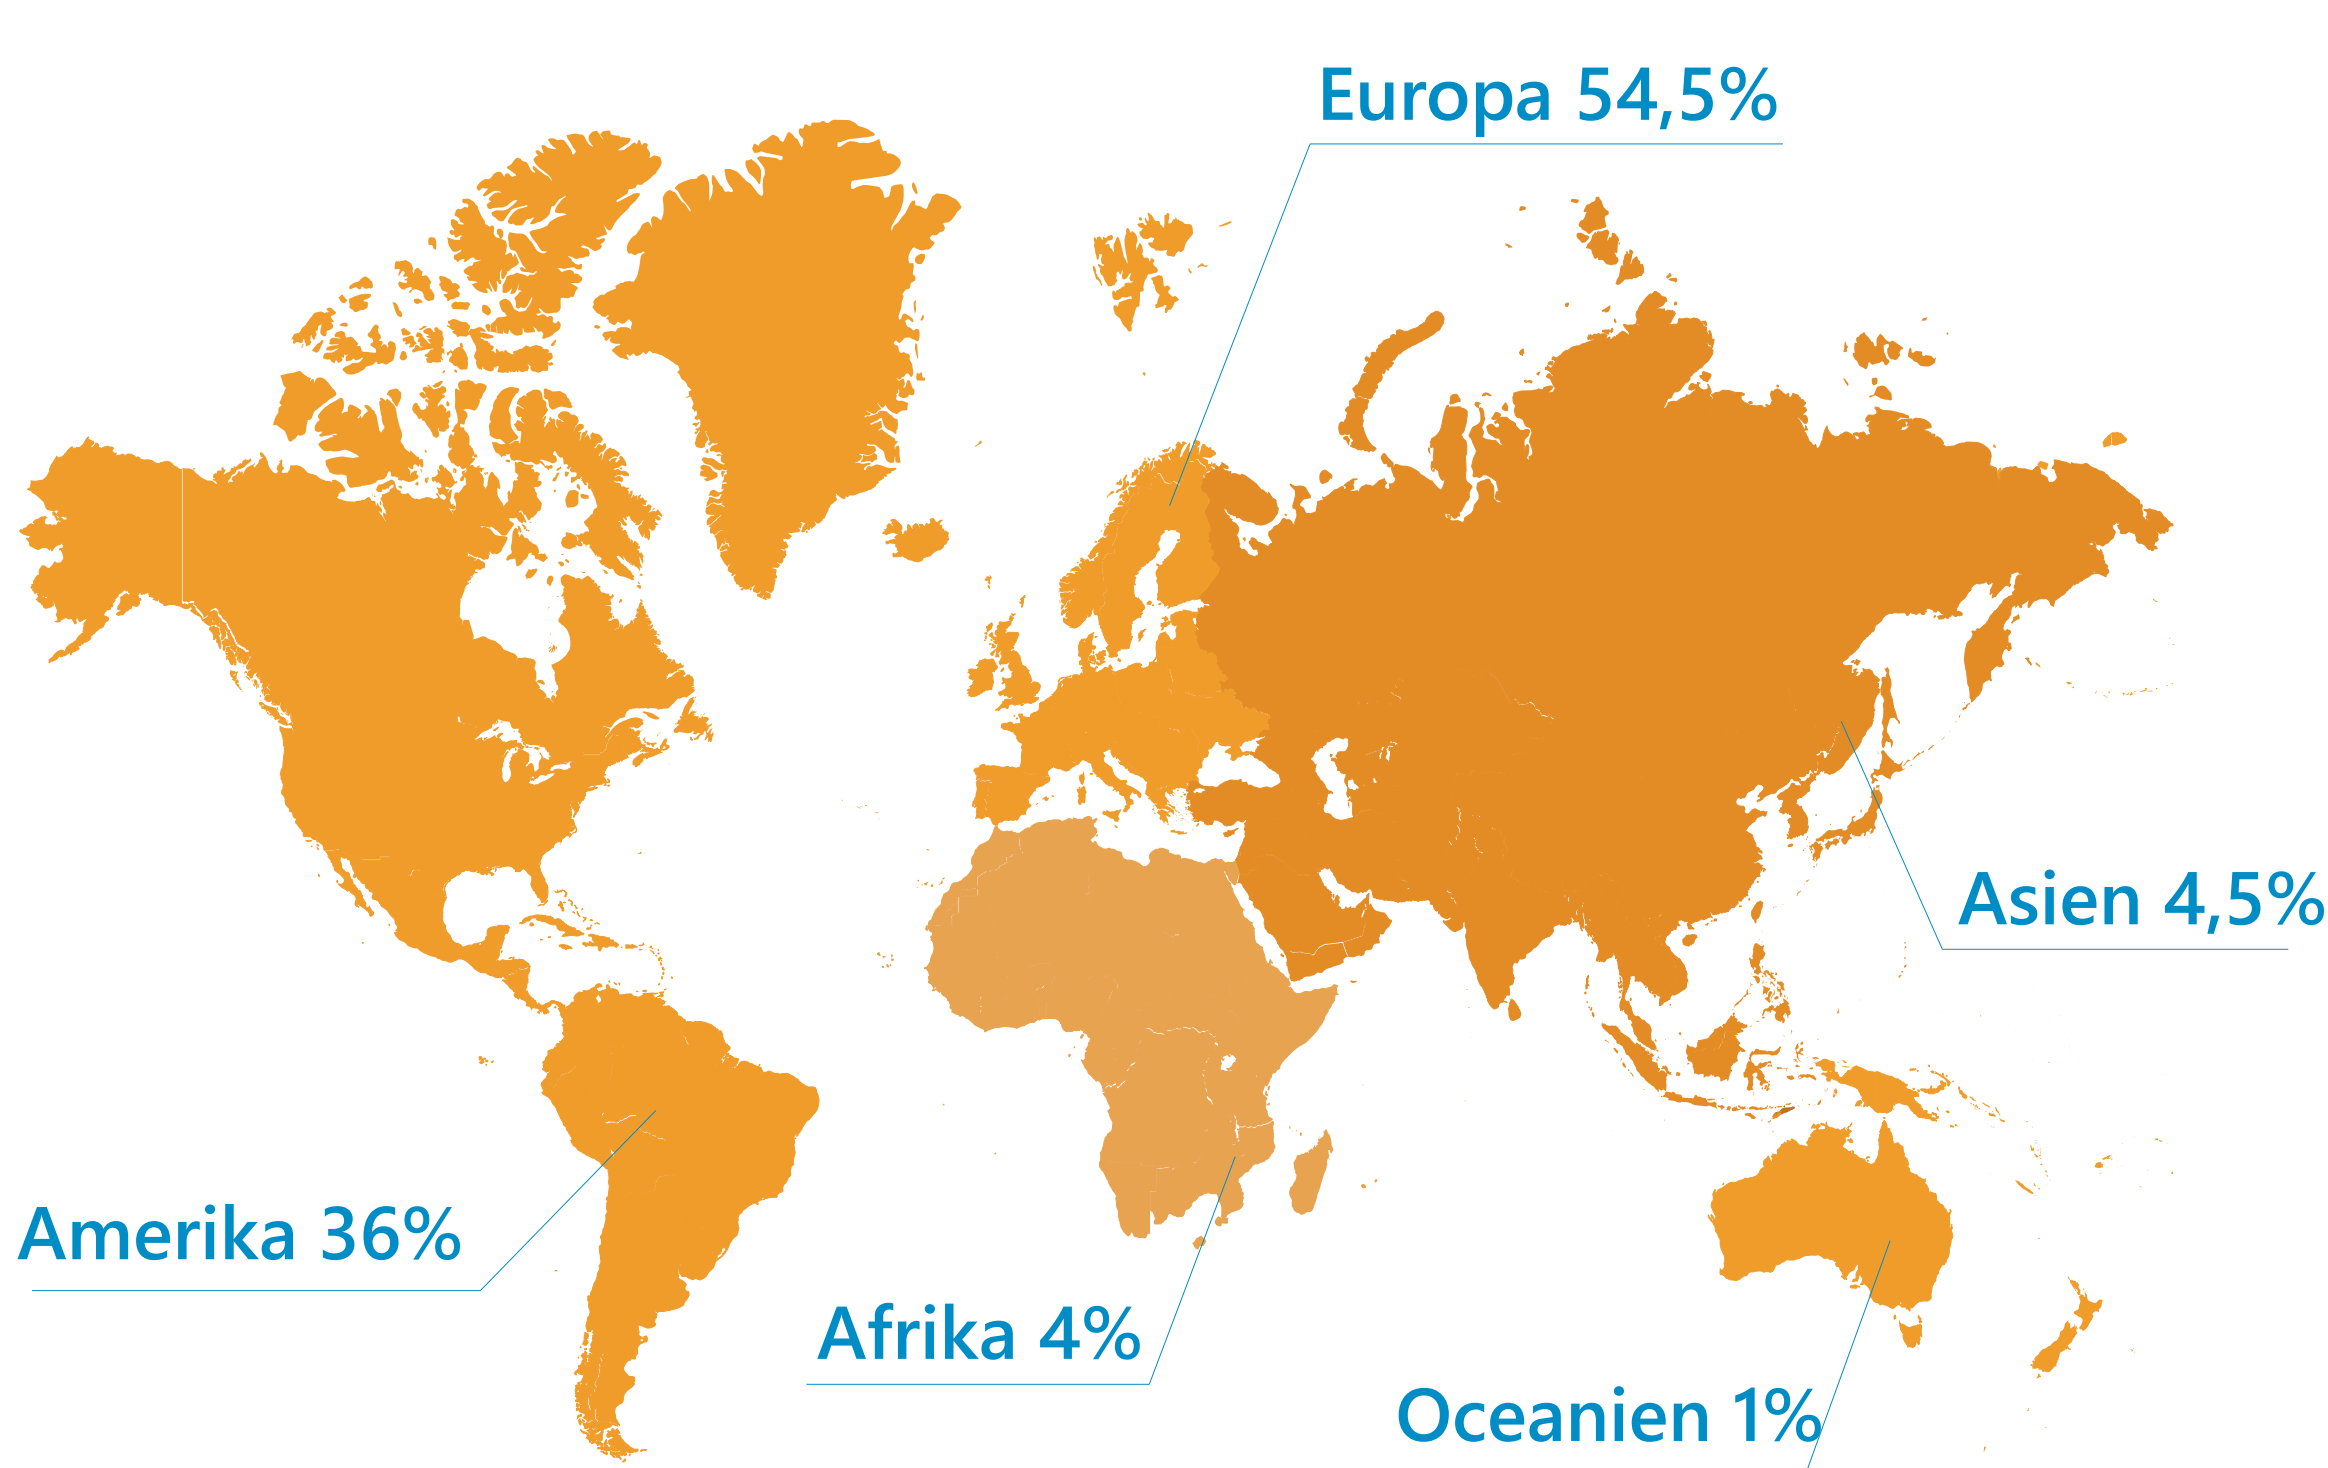 Europa 54,5%
Asien 4,5%
Amerika 36%
Afrika 4%
Oceanien 1%